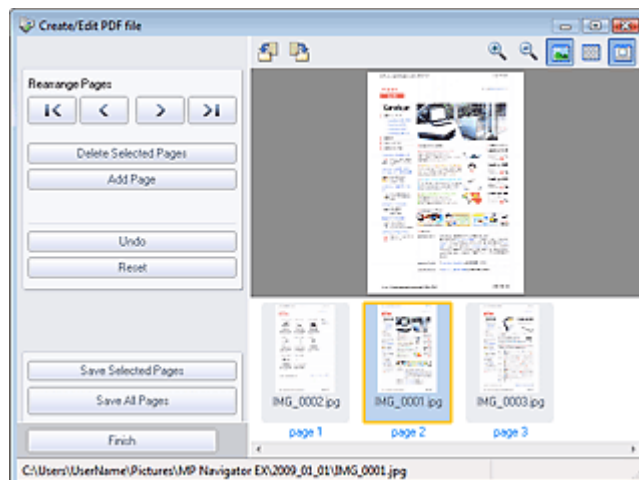 Create/Edit PDF file
Rearrange Pages
Delete Selected Pages
Add Page
Undo
Reset
Save Selected Pages
Save All Pages
Finish
IMG_0002.jpg
IMG_0001.jpg
IMG_0003.jpg
page 1
page 2
page 3
C:\Users\UserName\Pictures\MP Navigator EX\2009_01_01\IMG_0001.jpg